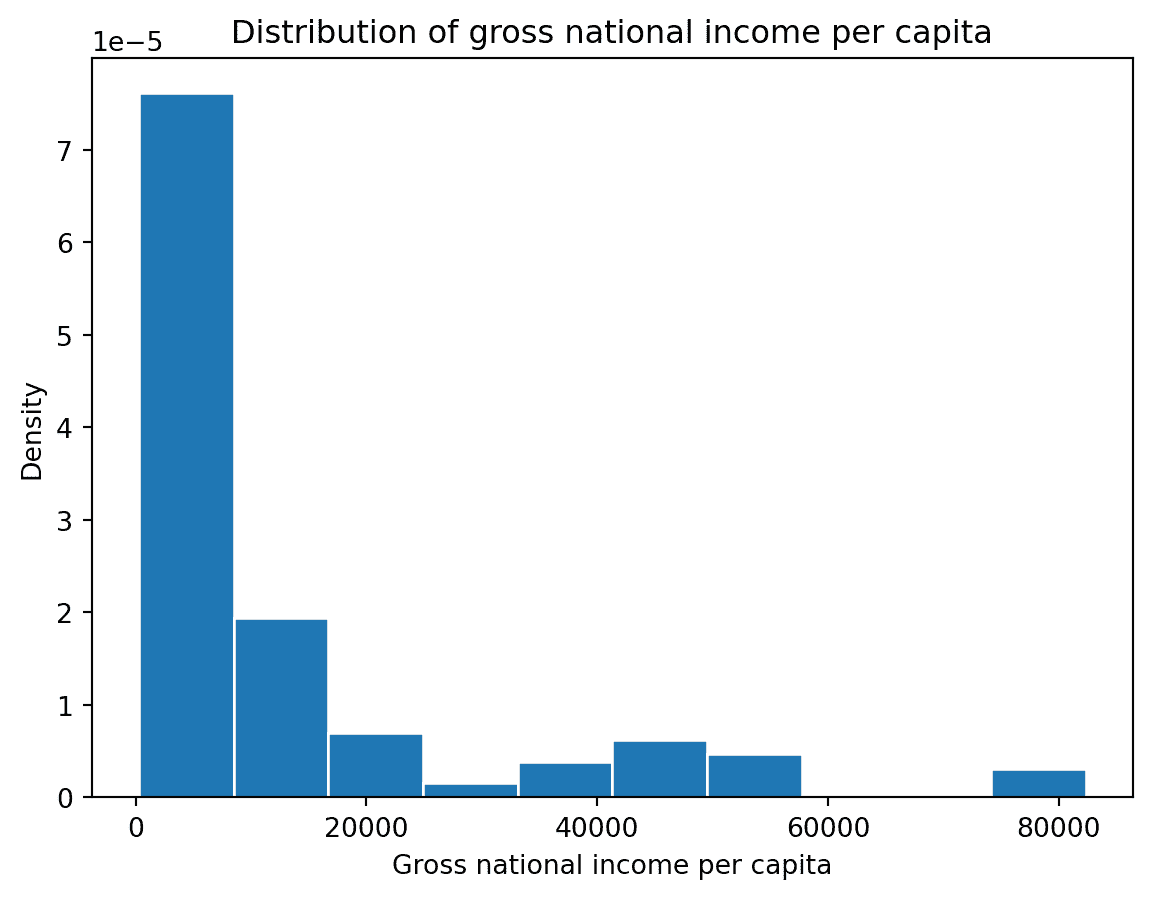 Distribution of gross national income per capita
1e−5
7
6
5
4
3
2
1
0
Density
0 20000 40000 60000 80000
Gross national income per capita